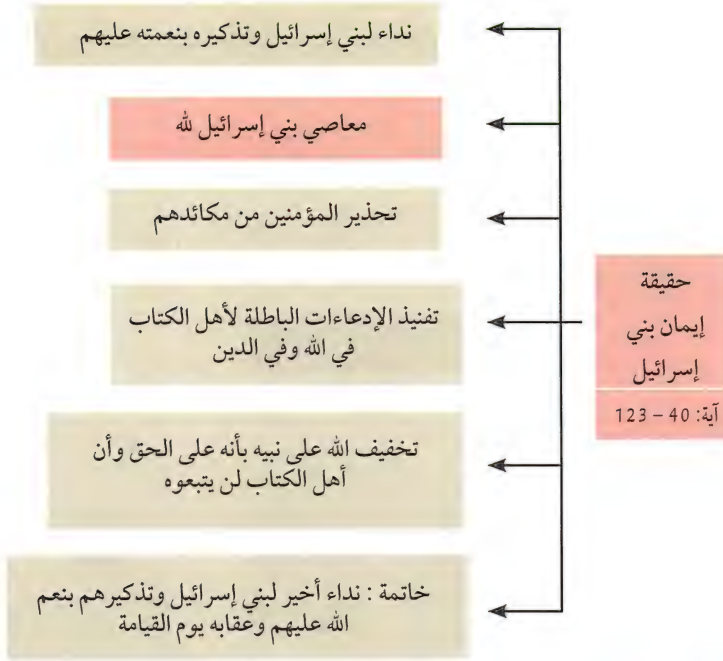 نداء لبني إسرائيل وتذكيره بنعمته عليهم
معاصي بني إسرائيل لله
تحذير المؤمنين من مكائدهم
حقيقة
إيمان بني
إسرائيل
آية: 40 – 123
تفنيذ الإدعاءات الباطلة لأهل الكتاب
في الله وفي الدين
تخفيف الله على نبيه بأنه على الحق وأن
أهل الكتاب لن يتبعوه
خاتمة : نداء أخير لبني إسرائيل وتذكيرهم بنعم
الله عليهم وعقابه يوم القيامة